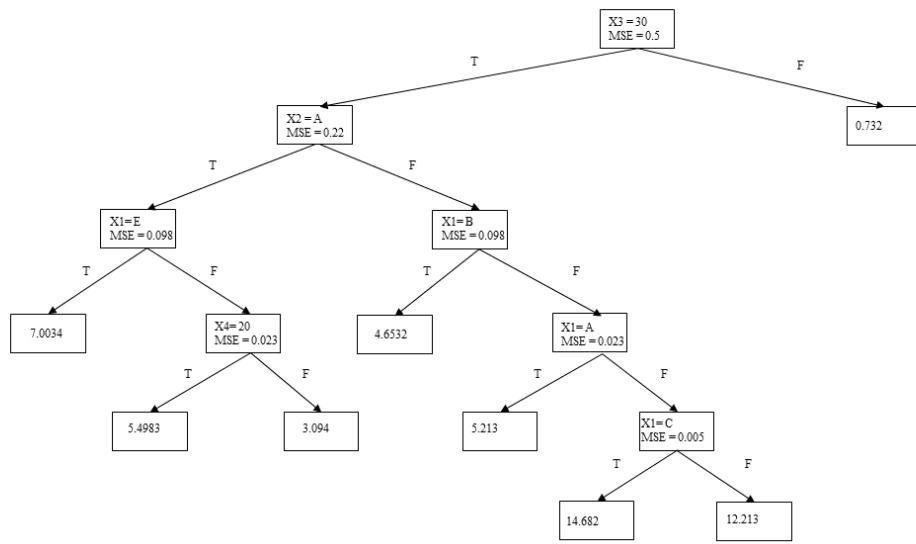 X3 = 30
MSE = 0.5
T
F
X2 = A
MSE = 0.22
0.732
T
F
X1= E
MSE = 0.098
X1= B
MSE = 0.098
T
F
T
F
7.0034
X4= 20
MSE = 0.023
4.6532
X1= A
MSE = 0.023
T
F
T
F
5.4983
3.094
5.213
X1= C
MSE = 0.005
T
F
14.682
12.213